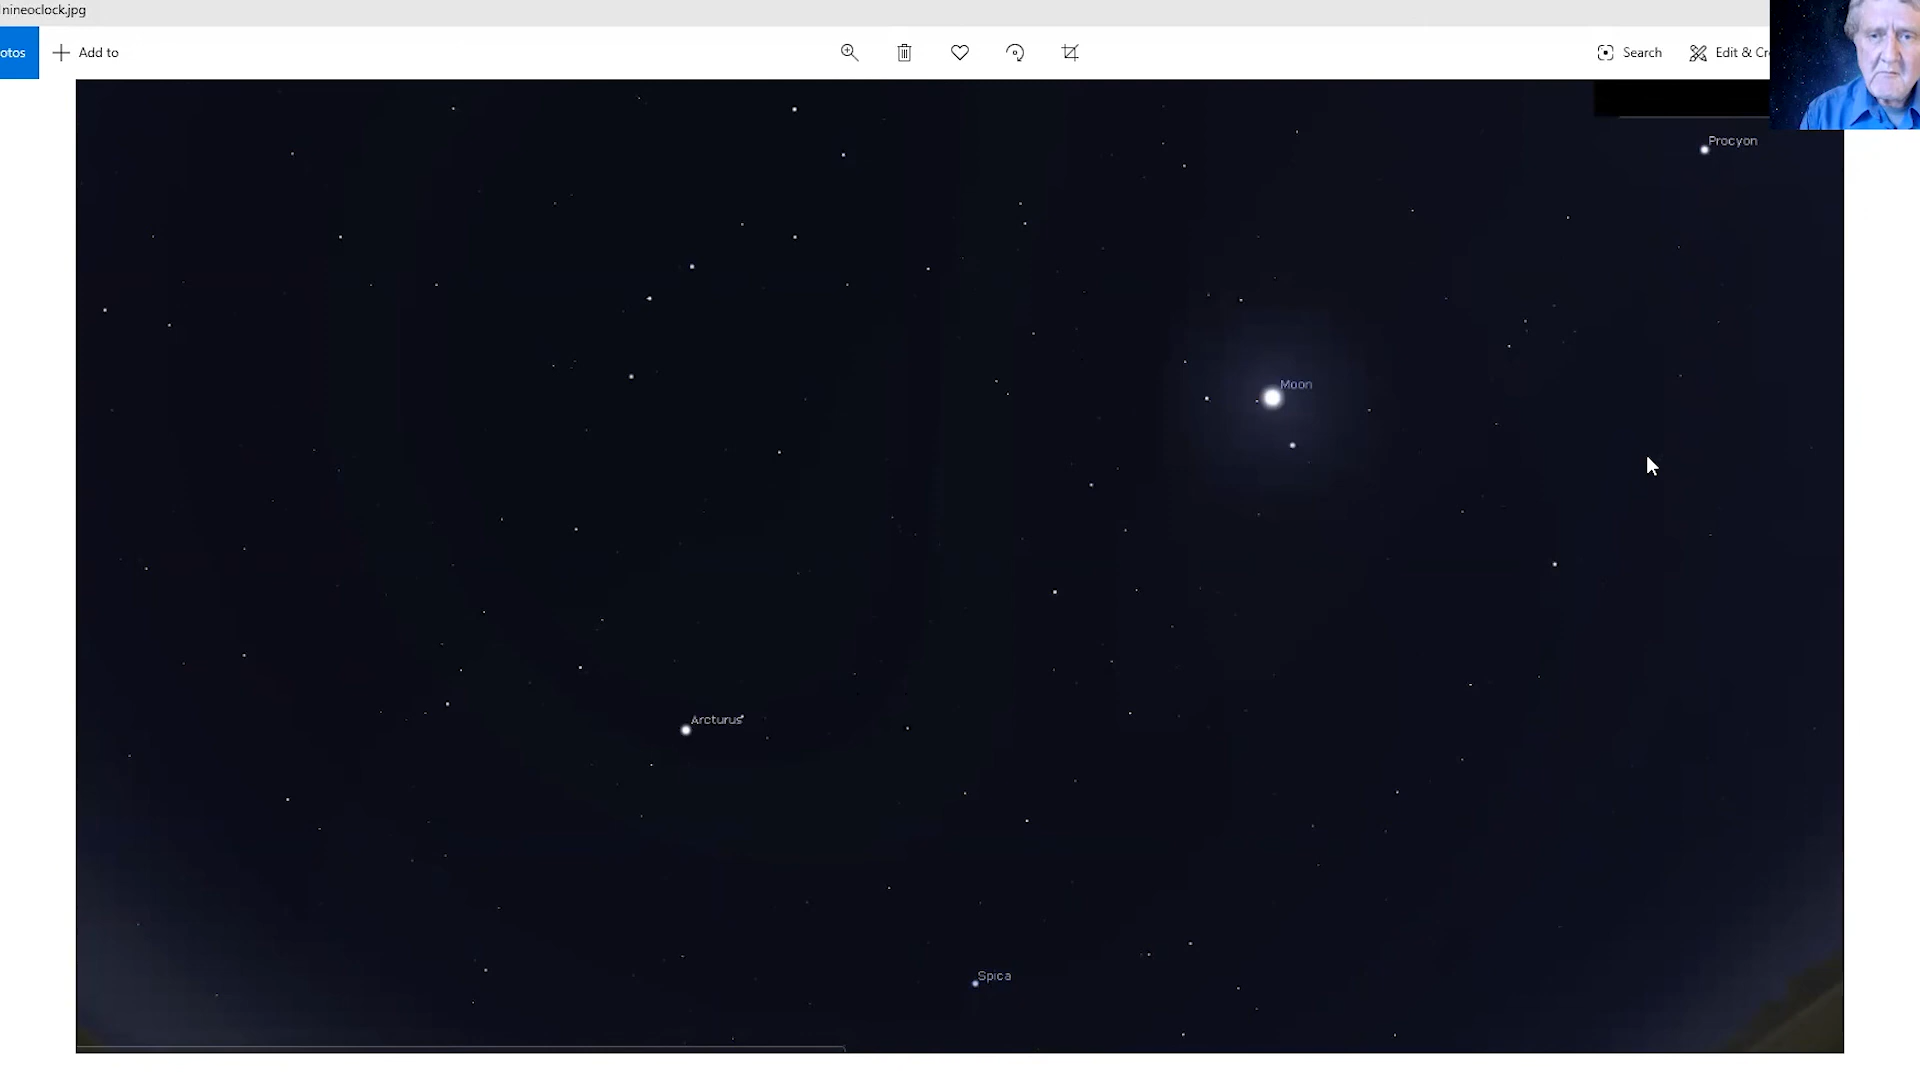 nineoclock.jpg
otos
Add to
Search
Edit & Cr
Procyon
Moon
Arcturus
Spica